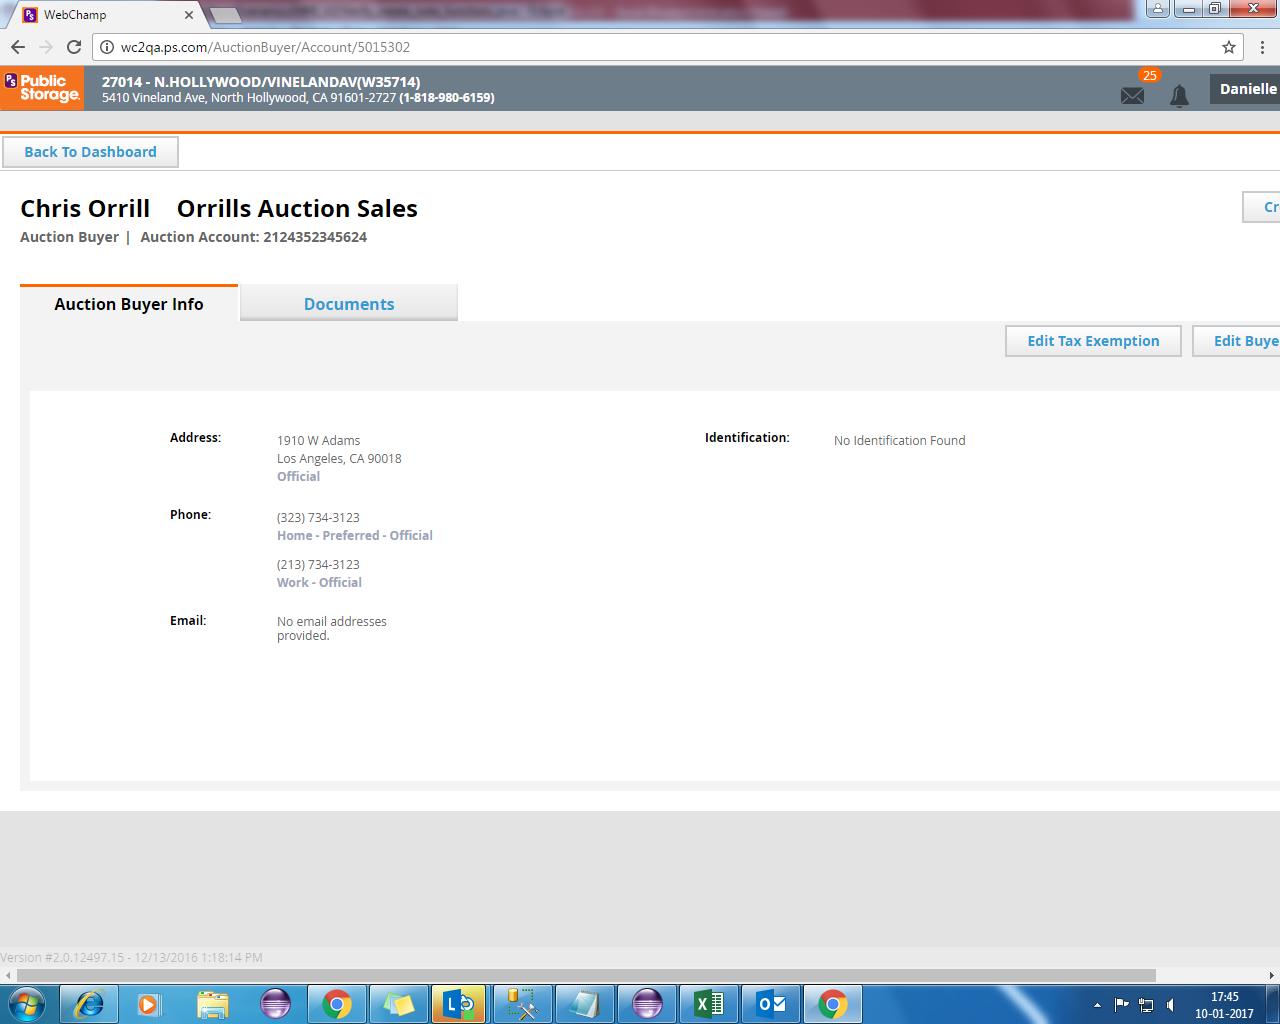 WebChamp
wc2qa.ps.com/AuctionBuyer/Account/5015302
PS Public Storage.
27014 - N.HOLLYWOOD/VINELANDAV(W35714)
5410 Vineland Ave, North Hollywood, CA 91601-2727 (1-818-980-6159)
25
Danielle
Back To Dashboard
Chris Orrill Orrills Auction Sales
Cr
Auction Buyer | Auction Account: 2124352345624
Auction Buyer Info
Documents
Edit Tax Exemption
Edit Buye
Address:
1910 W Adams
Los Angeles, CA 90018
Official
Identification:
No Identification Found
Phone:
(323) 734-3123
Home - Preferred - Official
(213) 734-3123
Work - Official
Email:
No email addresses
provided.
Version #2.0.12497.15 - 12/13/2016 1:18:14 PM
17:45
10-01-2017